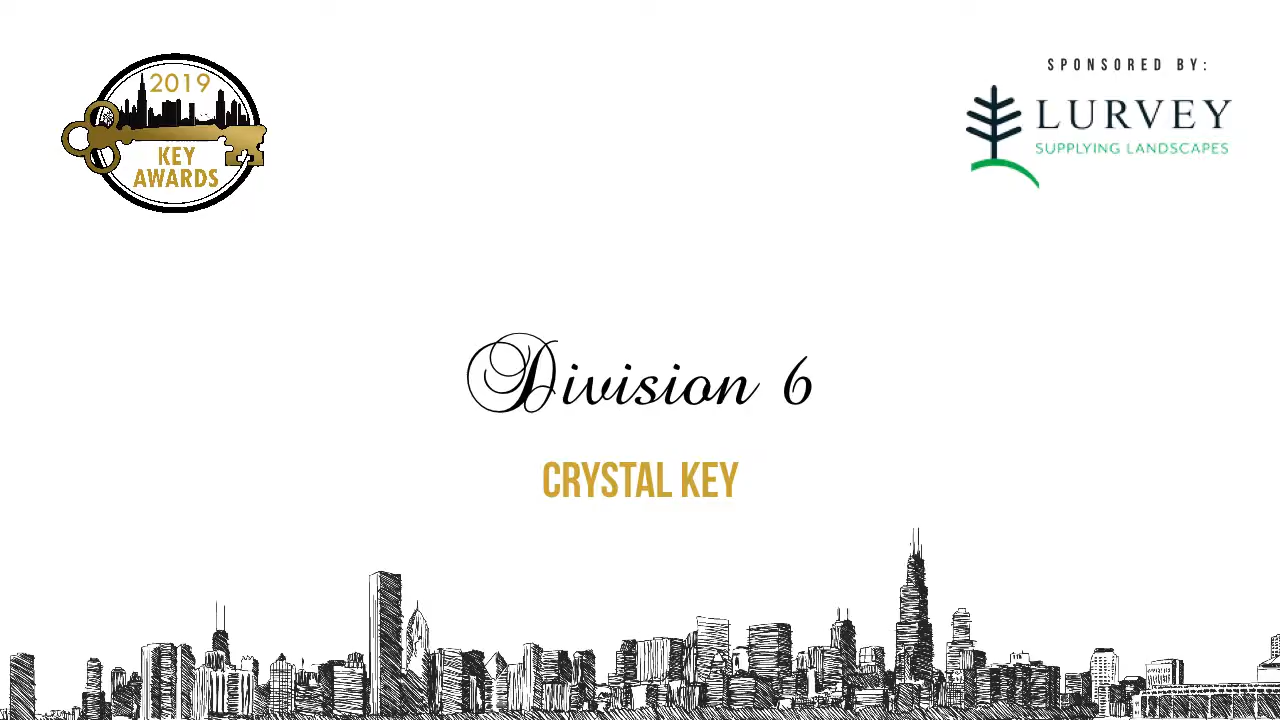 2019
KEY
AWARDS
SPONSORED BY:
LURVEY
SUPPLYING LANDSCAPES
Division 6
CRYSTAL KEY